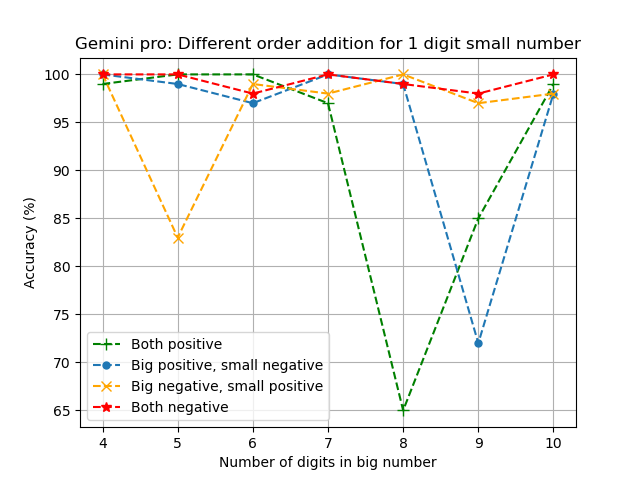 Gemini pro: Different order addition for 1 digit small number
Accuracy (%)
100
95
90
85
80
75
70
65
Both positive
Big positive, small negative
Big negative, small positive
Both negative
4 5 6 7 8 9 10
Number of digits in big number